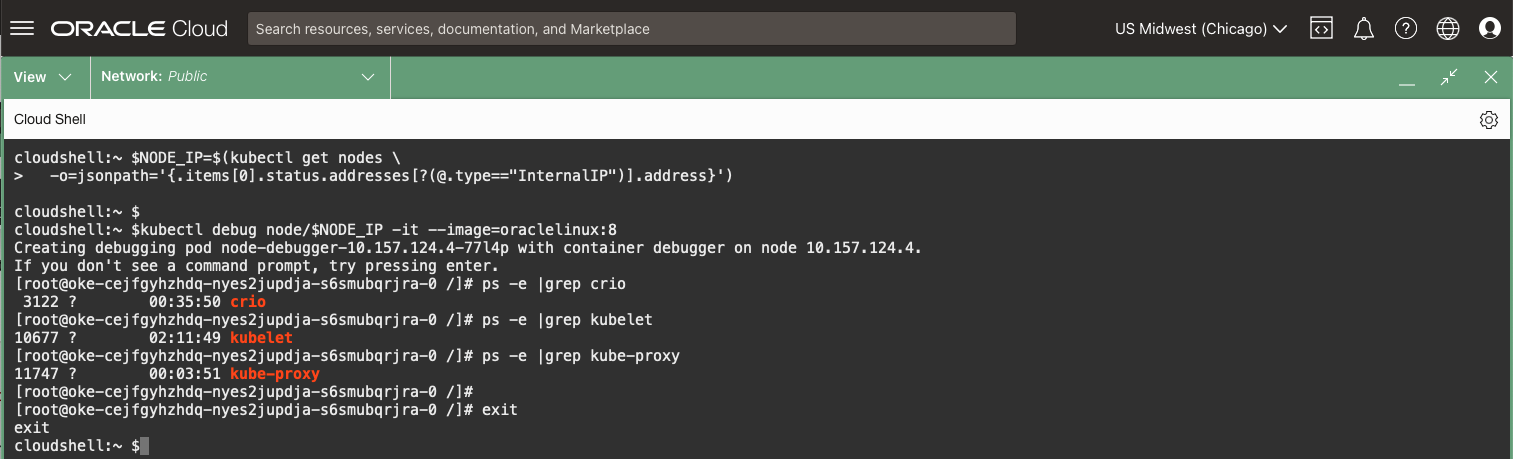 ORACLE Cloud
Search resources, services, documentation, and Marketplace
US Midwest (Chicago)
View
Network: Public
Cloud Shell
cloudshell:~ $NODE_IP=$(kubectl get nodes \
>   -o=jsonpath='{.items[0].status.addresses[?(@.type=="InternalIP")].address}')
cloudshell:~ $
cloudshell:~ $kubectl debug node/$NODE_IP -it --image=oraclelinux:8
Creating debugging pod node-debugger-10.157.124.4-77l4p with container debugger on node 10.157.124.4.
If you don't see a command prompt, try pressing enter.
[root@oke-cejfgyhzhdq-nyes2jupdja-s6smubqrjra-0 /]# ps -e |grep crio
 3122 ?        00:35:50 crio
[root@oke-cejfgyhzhdq-nyes2jupdja-s6smubqrjra-0 /]# ps -e |grep kubelet
10677 ?        02:11:49 kubelet
[root@oke-cejfgyhzhdq-nyes2jupdja-s6smubqrjra-0 /]# ps -e |grep kube-proxy
11747 ?        00:03:51 kube-proxy
[root@oke-cejfgyhzhdq-nyes2jupdja-s6smubqrjra-0 /]#
[root@oke-cejfgyhzhdq-nyes2jupdja-s6smubqrjra-0 /]# exit
exit
cloudshell:~ $